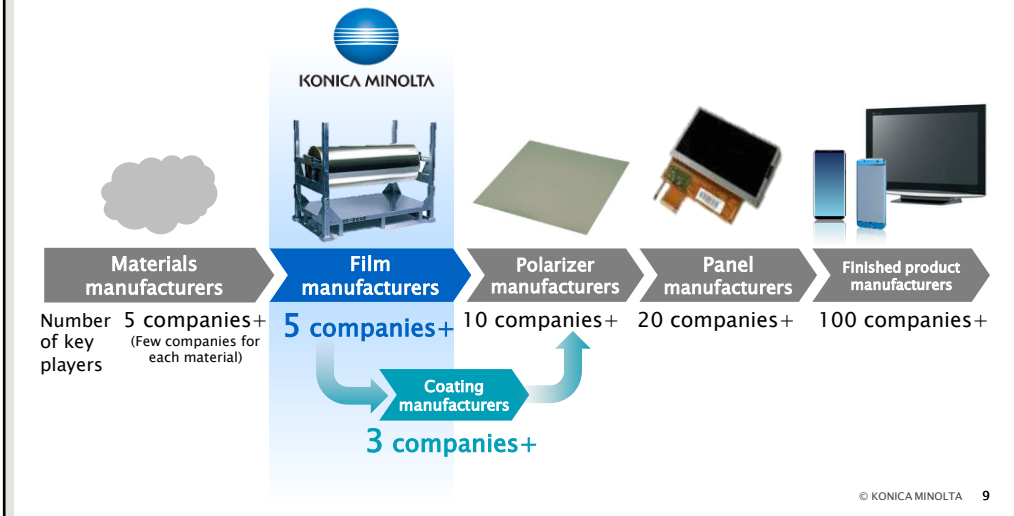 KONICA MINOLTA
Materials
manufacturers
Film
manufacturers
Polarizer
manufacturers
Panel
manufacturers
Finished product
manufacturers
Number
of key
players
5 companies+
(Few companies for
each material)
5 companies+
10 companies+
20 companies+
100 companies+
Coating
manufacturers
3 companies+
© KONICA MINOLTA 9